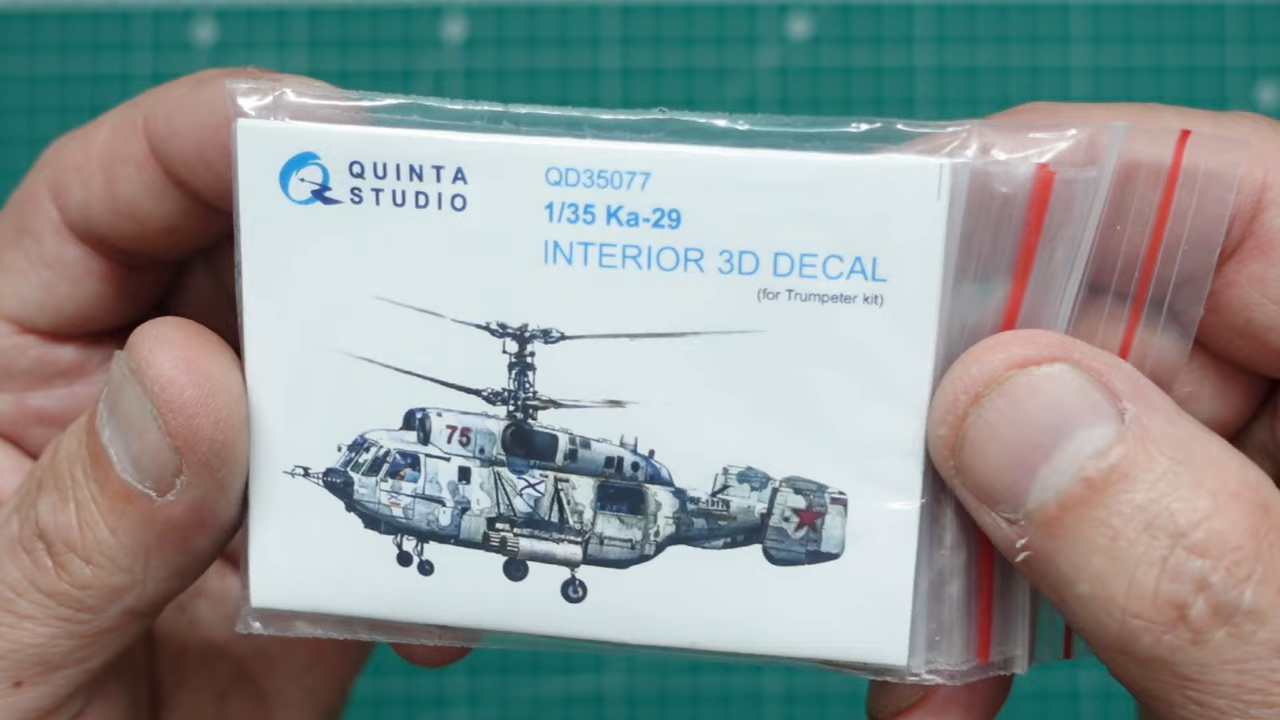 QUINTA
STUDIO
QD35077
1/35 Ka-29
INTERIOR 3D DECAL
(for Trumpeter kit)
75